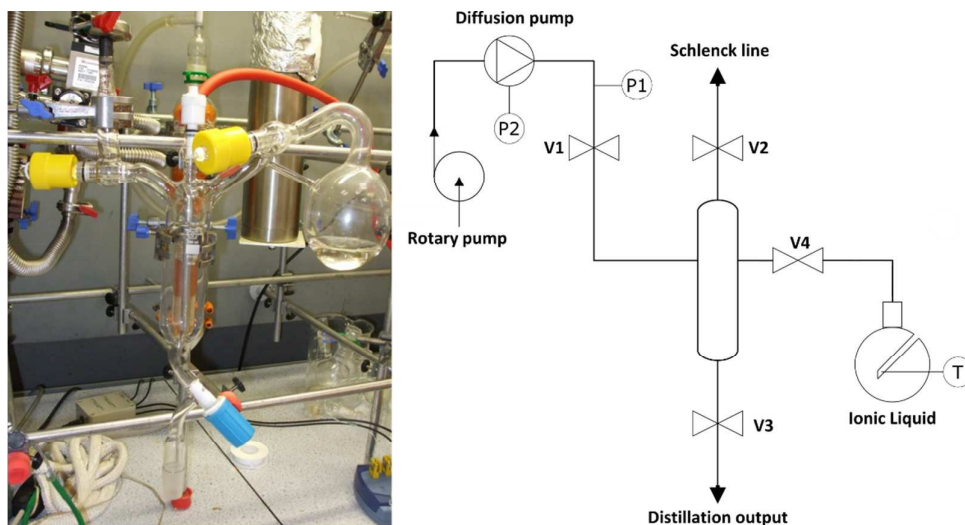 Diffusion pump
Schlenck line
P1
P2
V1
V2
Rotary pump
V4
T
Ionic Liquid
V3
Distillation output